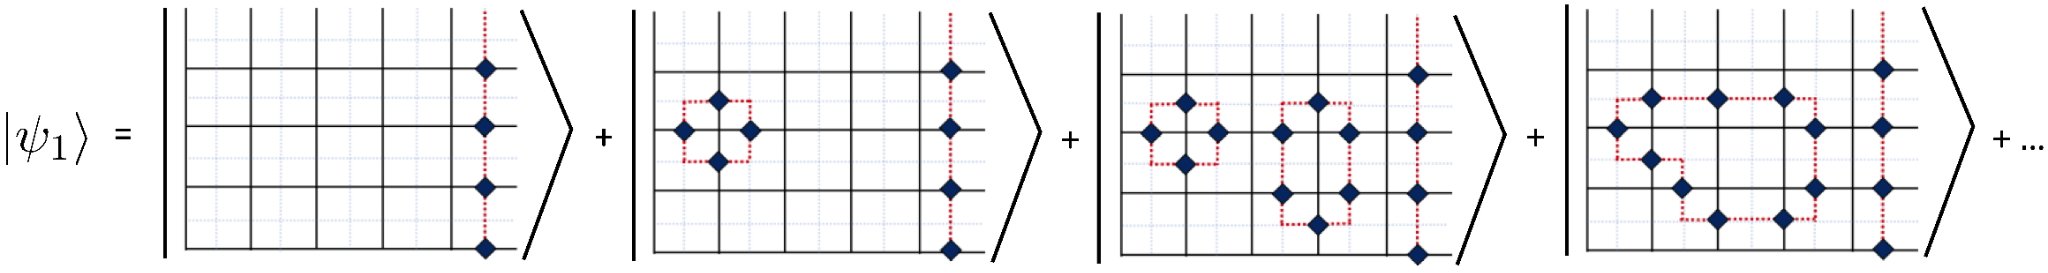 |ψ₁⟩ = | ⟩ + | ⟩ + | ⟩ + | ⟩ + ...